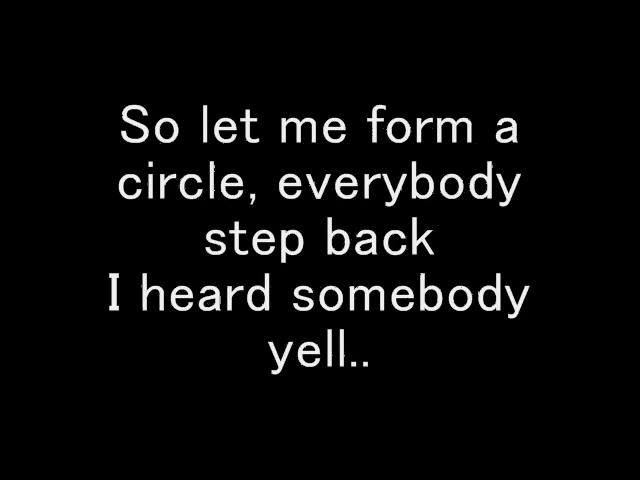 So let me form a
circle, everybody
step back
I heard somebody
yell..